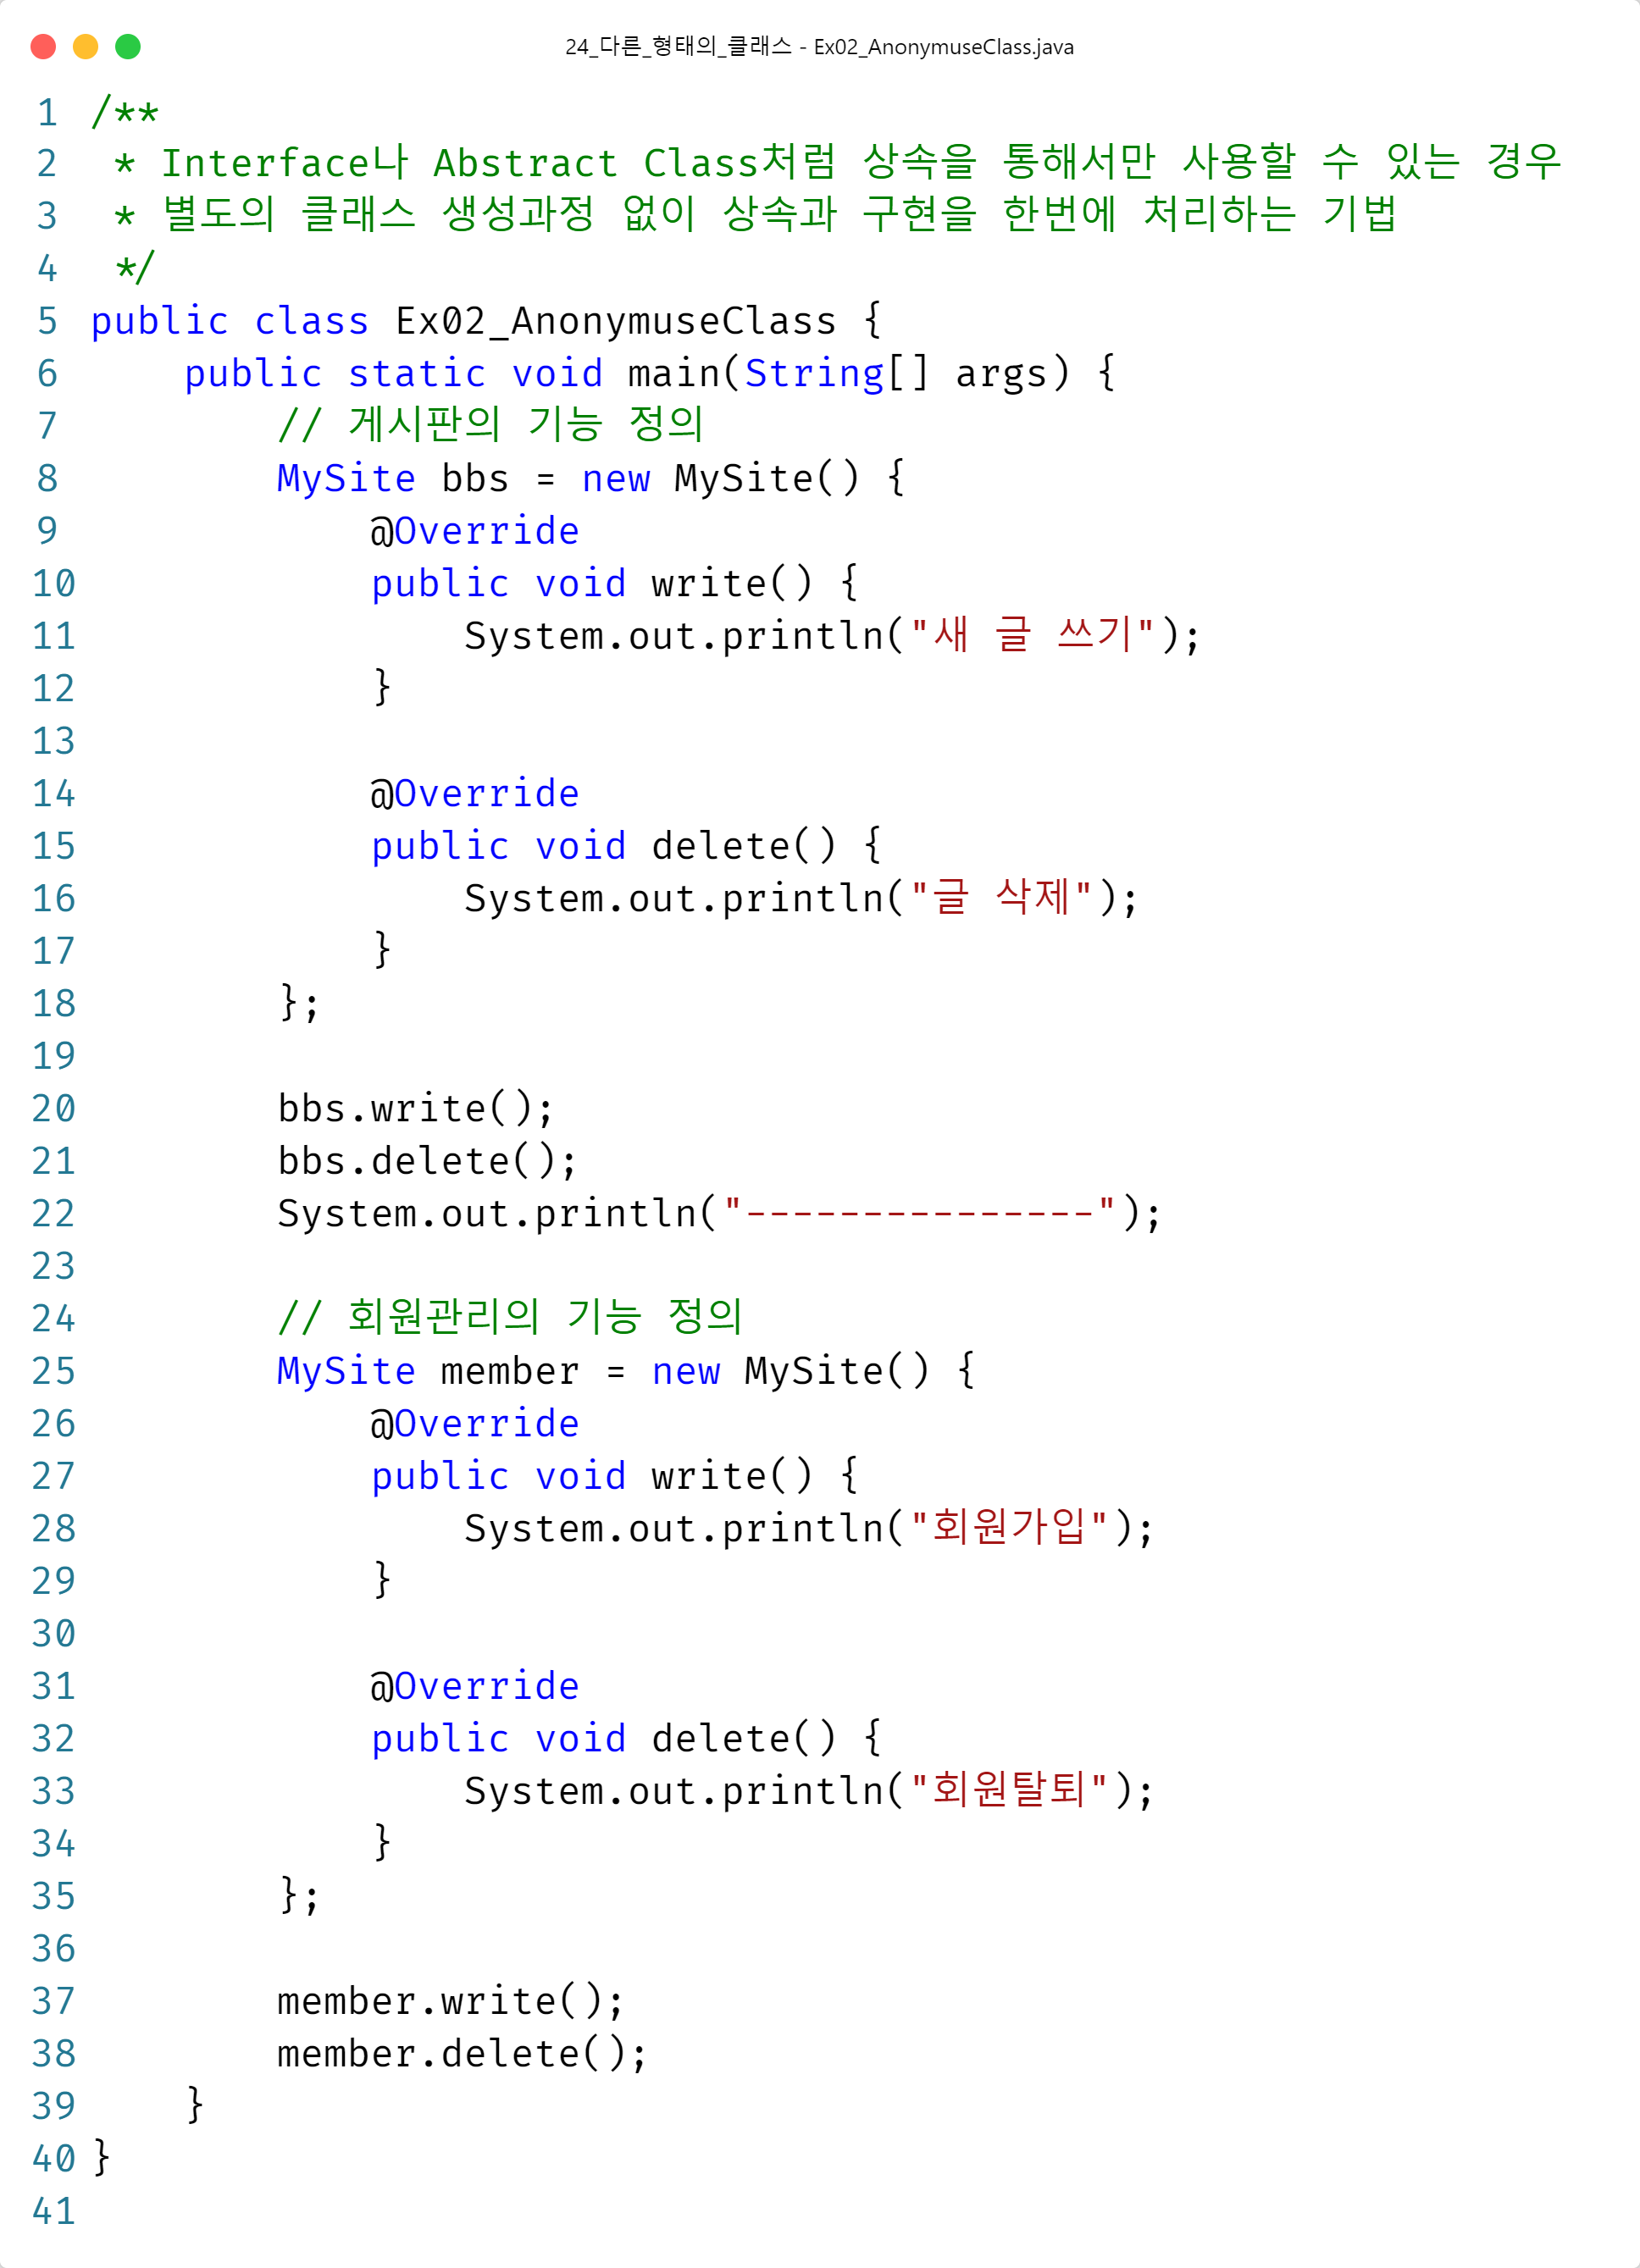 24_다른_형태의_클래스 - Ex02_AnonymuseClass.java
1 /**
2  * Interface나 Abstract Class처럼 상속을 통해서만 사용할 수 있는 경우
3  * 별도의 클래스 생성과정 없이 상속과 구현을 한번에 처리하는 기법
4  */
5 public class Ex02_AnonymuseClass {
6     public static void main(String[] args) {
7         // 게시판의 기능 정의
8         MySite bbs = new MySite() {
9             @Override
10             public void write() {
11                 System.out.println("새 글 쓰기");
12             }
13
14             @Override
15             public void delete() {
16                 System.out.println("글 삭제");
17             }
18         };
19
20         bbs.write();
21         bbs.delete();
22         System.out.println("---------------");
23
24         // 회원관리의 기능 정의
25         MySite member = new MySite() {
26             @Override
27             public void write() {
28                 System.out.println("회원가입");
29             }
30
31             @Override
32             public void delete() {
33                 System.out.println("회원탈퇴");
34             }
35         };
36
37         member.write();
38         member.delete();
39     }
40 }
41